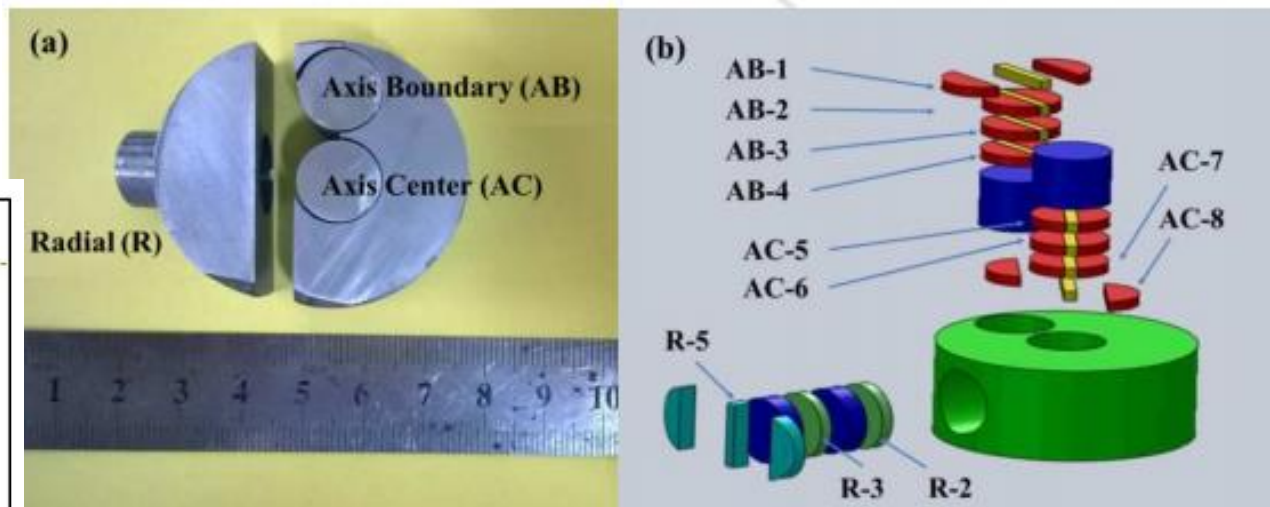 (a)
Axis Boundary (AB)
Axis Center (AC)
Radial (R)
1 2 3 4 5 6 7 8 9 10
(b)
AB-1
AB-2
AB-3
AB-4
AC-7
AC-8
AC-5
AC-6
R-5
R-3 R-2